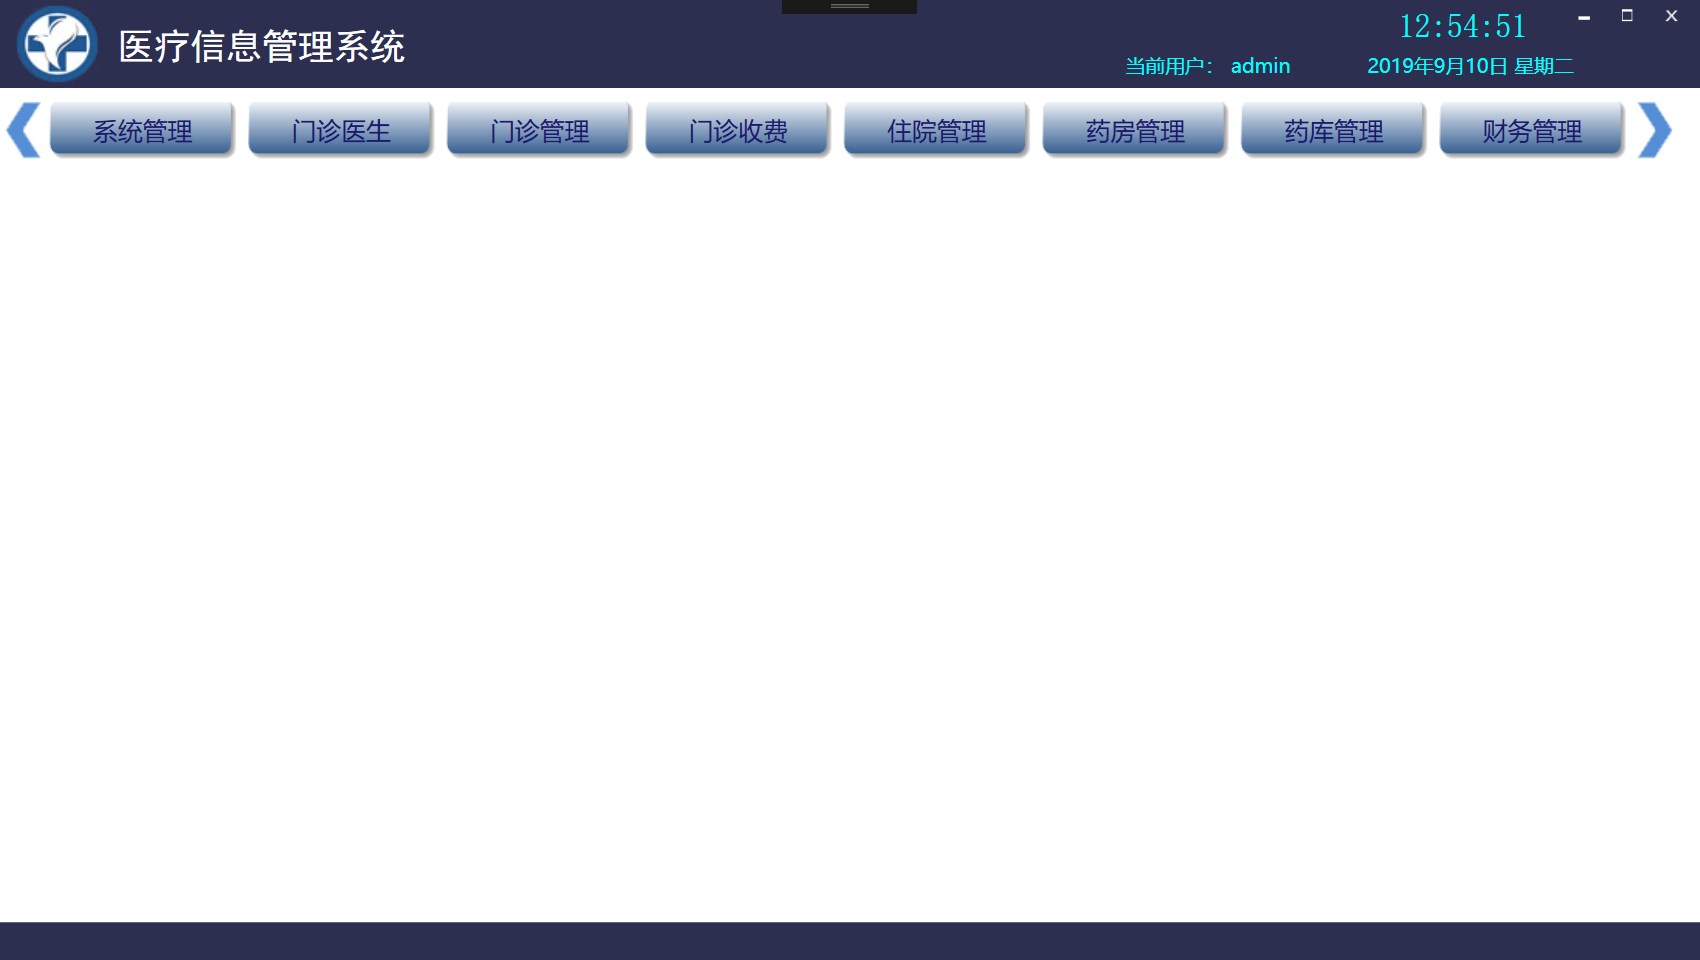 医疗信息管理系统
12:54:51
当前用户： admin
2019年9月10日 星期二
系统管理
门诊医生
门诊管理
门诊收费
住院管理
药房管理
药库管理
财务管理